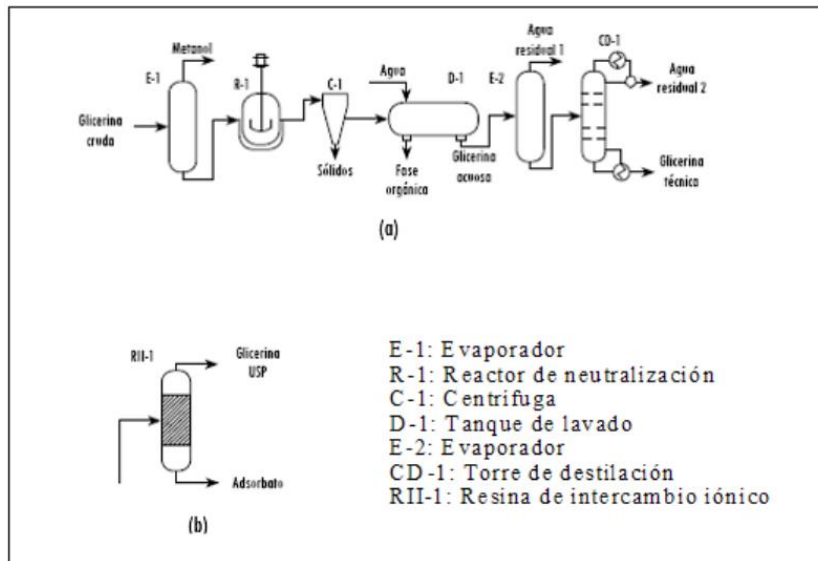 Metanol
E-1
Glicerina
cruda
R-1
C-1
Sólidos
Agua
D-1
Fase
orgánica
Glicerina
acuosa
E-2
Agua
residual 1
CD-1
Agua
residual 2
Glicerina
técnica
(a)
RII-1
Glicerina
USP
Adsorbato
(b)
E-1: Evaporador
R-1: Reactor de neutralización
C-1: Centrifuga
D-1: Tanque de lavado
E-2: Evaporador
CD-1: Torre de destilación
RII-1: Resina de intercambio iónico